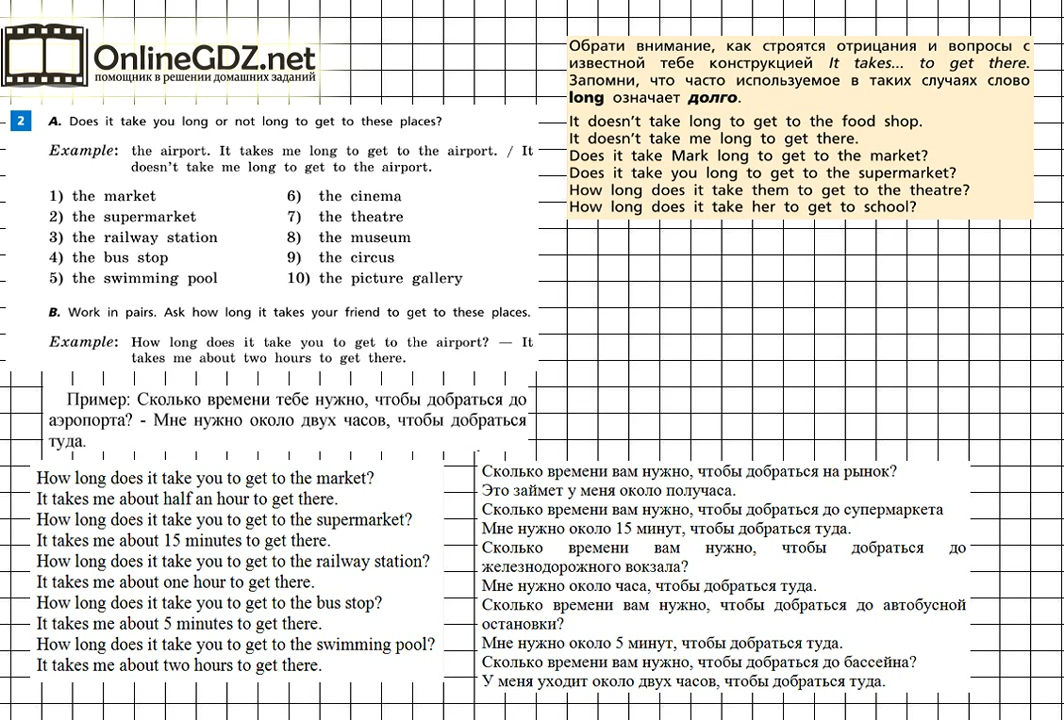 OnlineGDZ.net
помощник в решении домашних заданий
2 A. Does it take you long or not long to get to these places?
Example: the airport. It takes me long to get to the airport. / It
doesn't take me long to get to the airport.
1) the market
2) the supermarket
3) the railway station
4) the bus stop
5) the swimming pool
6) the cinema
7) the theatre
8) the museum
9) the circus
10) the picture gallery
B. Work in pairs. Ask how long it takes your friend to get to these places.
Example: How long does it take you to get to the airport? — It
takes me about two hours to get there.
Пример: Сколько времени тебе нужно, чтобы добраться до
аэропорта? - Мне нужно около двух часов, чтобы добраться
туда.
How long does it take you to get to the market?
It takes me about half an hour to get there.
How long does it take you to get to the supermarket?
It takes me about 15 minutes to get there.
How long does it take you to get to the railway station?
It takes me about one hour to get there.
How long does it take you to get to the bus stop?
It takes me about 5 minutes to get there.
How long does it take you to get to the swimming pool?
It takes me about two hours to get there.
Обрати внимание, как строятся отрицания и вопросы с
известной тебе конструкцией It takes... to get there.
Запомни, что часто используемое в таких случаях слово
long означает долго.
It doesn't take long to get to the food shop.
It doesn't take me long to get there.
Does it take Mark long to get to the market?
Does it take you long to get to the supermarket?
How long does it take them to get to the theatre?
How long does it take her to get to school?
Сколько времени вам нужно, чтобы добраться на рынок?
Это займет у меня около получаса.
Сколько времени вам нужно, чтобы добраться до супермаркета
Мне нужно около 15 минут, чтобы добраться туда.
Сколько времени вам нужно, чтобы добраться до
железнодорожного вокзала?
Мне нужно около часа, чтобы добраться туда.
Сколько времени вам нужно, чтобы добраться до автобусной
остановки?
Мне нужно около 5 минут, чтобы добраться туда.
Сколько времени вам нужно, чтобы добраться до бассейна?
У меня уходит около двух часов, чтобы добраться туда.